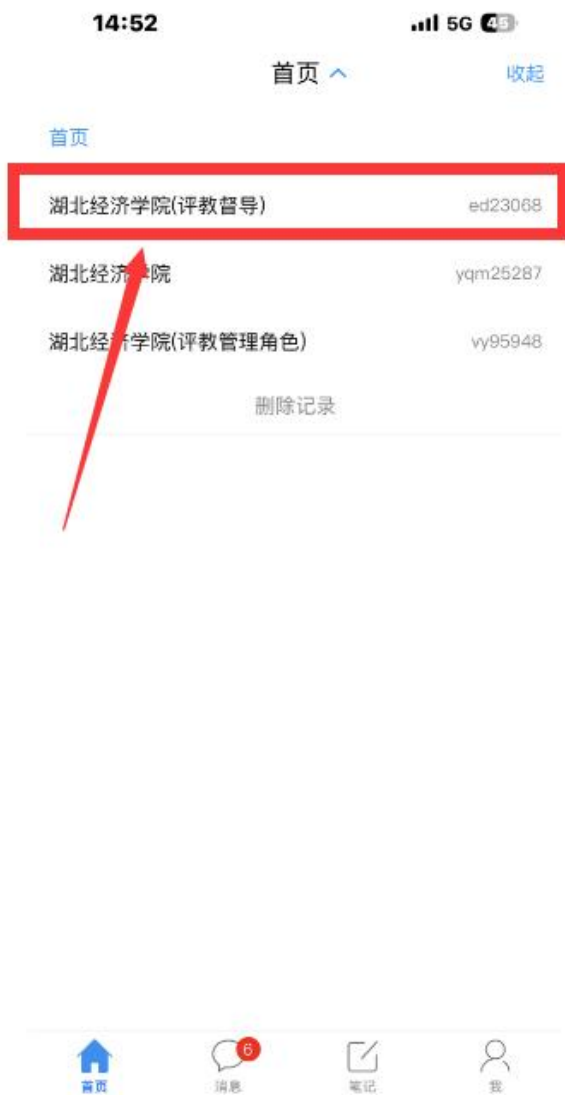 14:52 5G 45
首页 收起
首页
湖北经济学院(评教督导) ed23068
湖北经济学院 yqm25287
湖北经济学院(评教管理角色) vy95948
删除记录
6
首页 消息 笔记 我